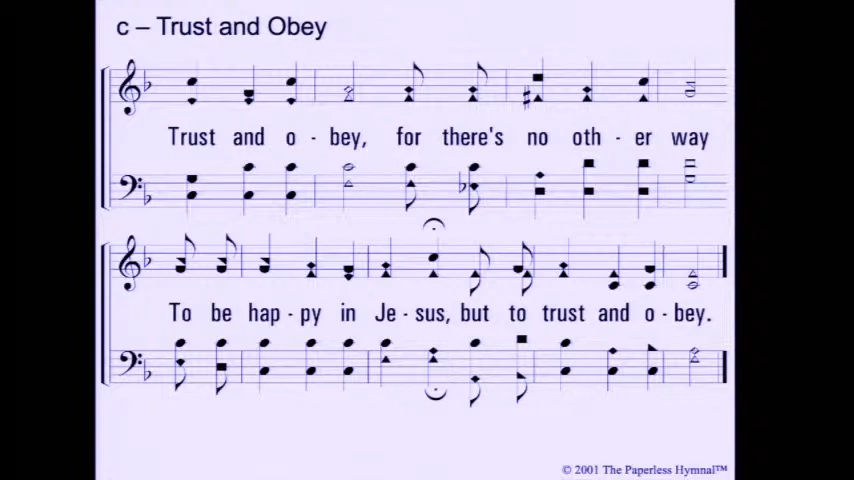 c – Trust and Obey
Trust and o - bey, for there's no oth - er way
To be hap - py in Je - sus, but to trust and o - bey.
© 2001 The Paperless Hymnal™